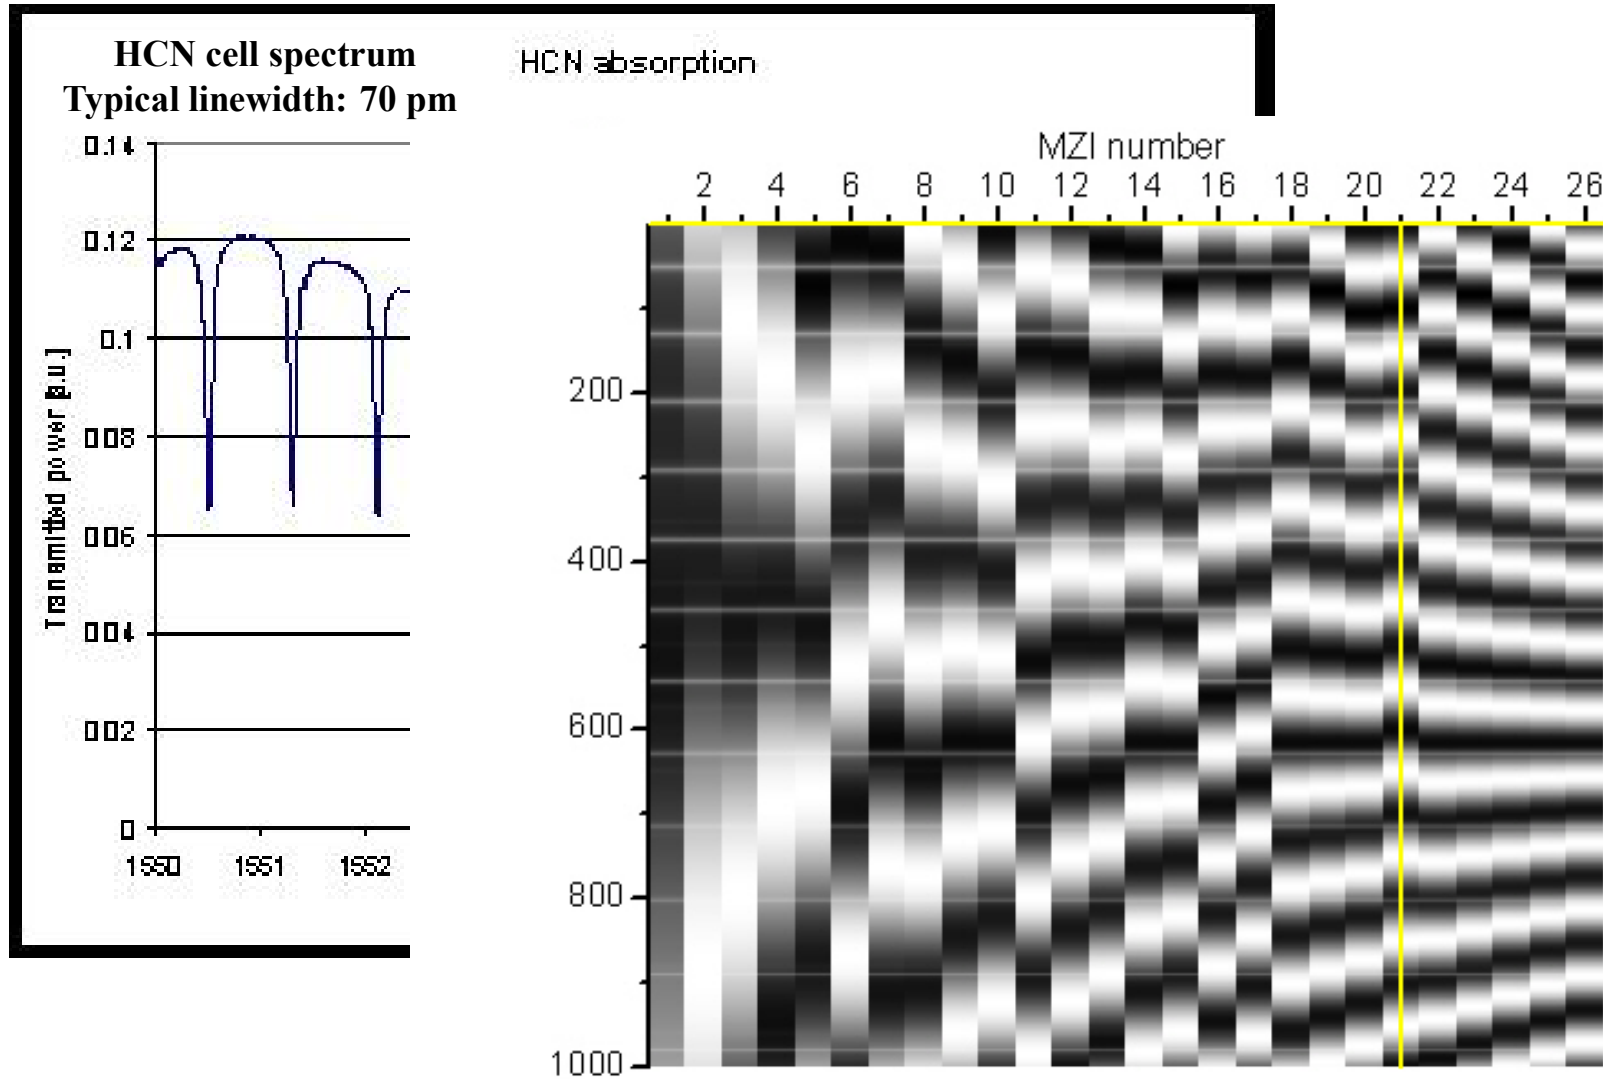 HCN cell spectrum
Typical linewidth: 70 pm
HCN absorption
0.14
0.12
0.1
0.08
0.06
0.04
0.02
0
Transmitted power [a.u.]
1550 1551 1552
MZI number
2 4 6 8 10 12 14 16 18 20 22 24 26
200
400
600
800
1000